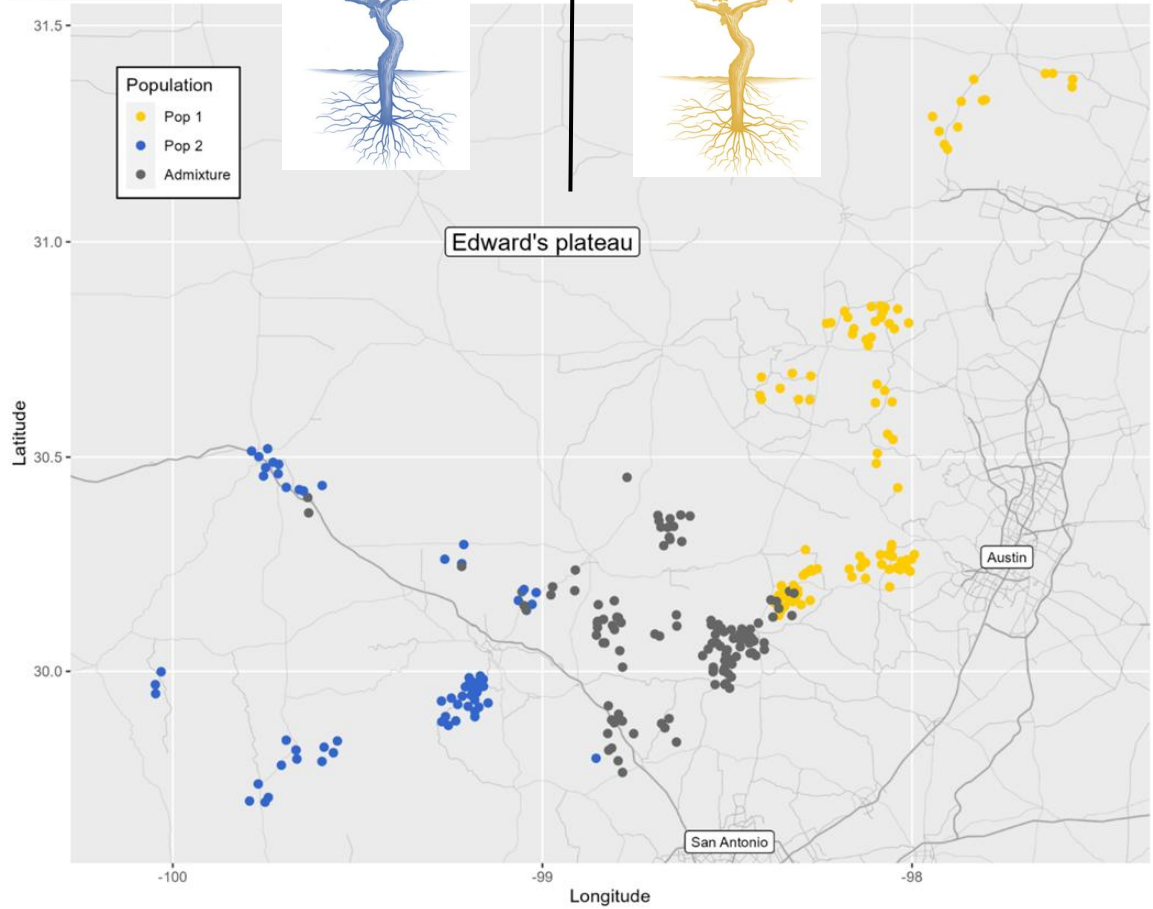 31.5
Population
Pop 1
Pop 2
Admixture
31.0
Edward's plateau
Latitude
30.5
Austin
30.0
San Antonio
-100
-99
-98
Longitude